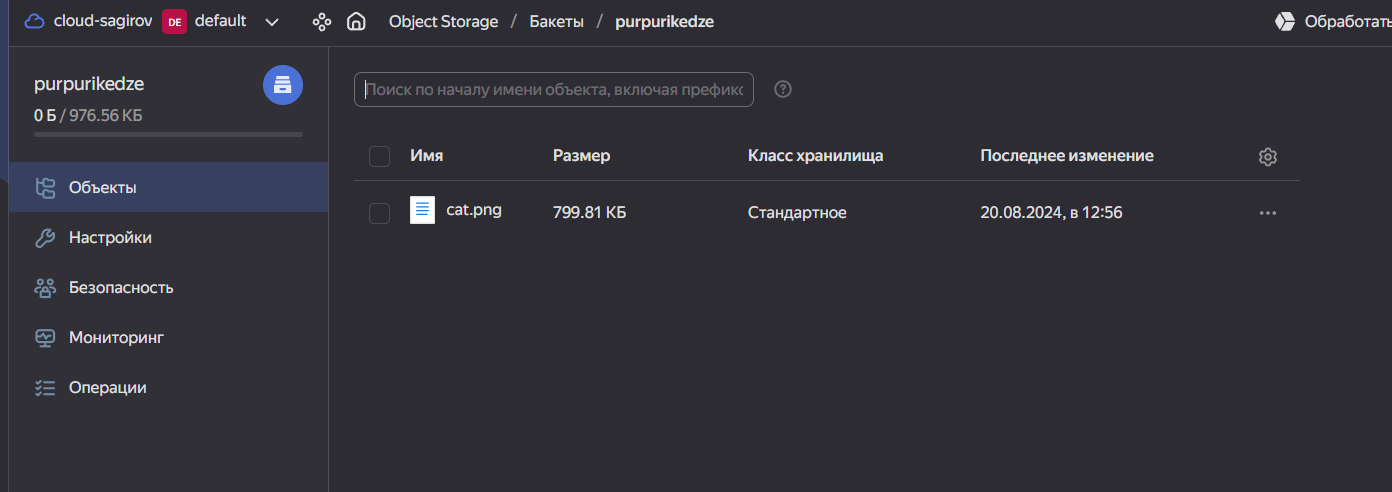 cloud-sagirov DE default Object Storage / Бакеты / purpurikedze Обработать
purpurikedze
0 Б / 976.56 КБ
Объекты
Настройки
Безопасность
Мониторинг
Операции
Поиск по началу имени объекта, включая префикс
Имя Размер Класс хранилища Последнее изменение
cat.png 799.81 КБ Стандартное 20.08.2024, в 12:56